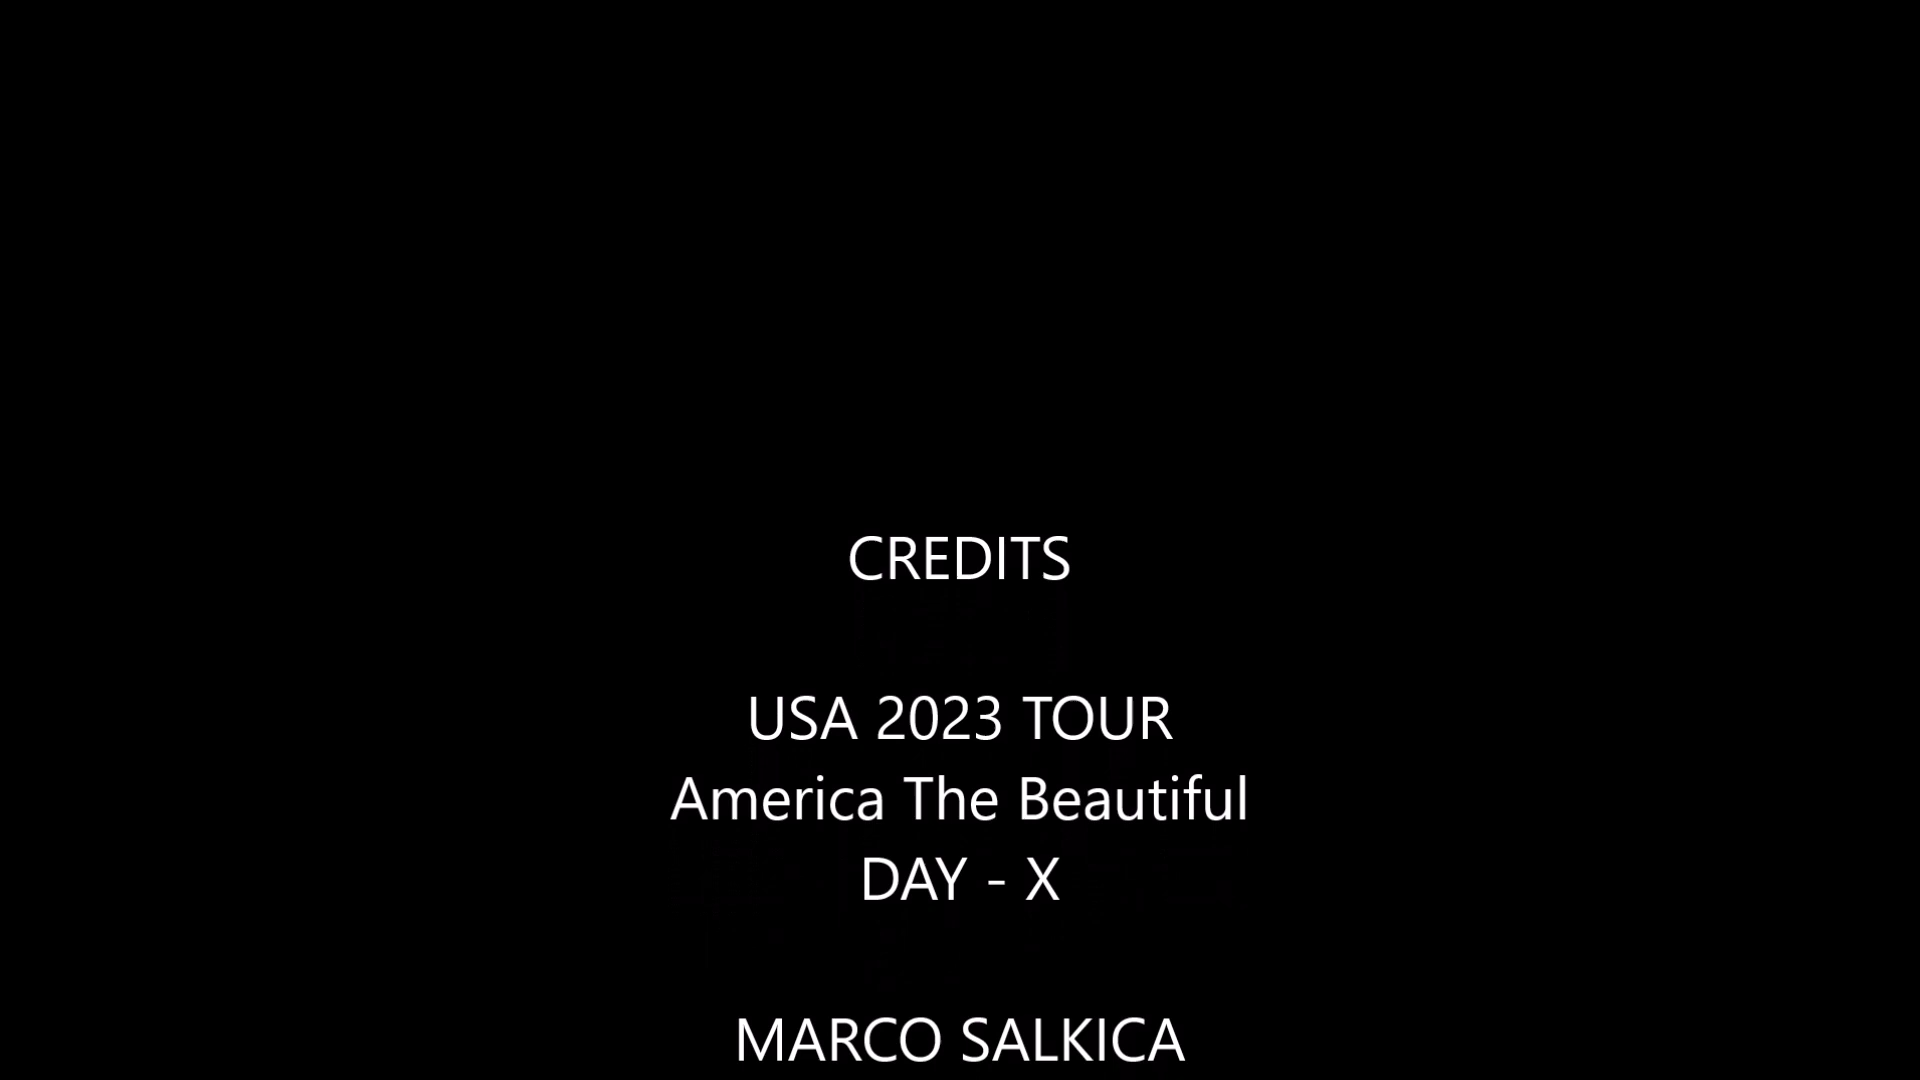 CREDITS
USA 2023 TOUR
America The Beautiful
DAY - X
MARCO SALKICA